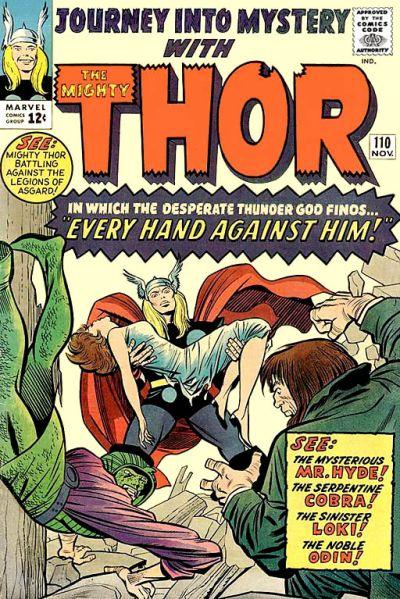 JOURNEY INTO MYSTERY
WITH
THE MIGHTY
THOR
APPROVED
BY THE
COMICS
CODE
AUTHORITY
IND.
MARVEL
COMICS
GROUP
12¢
110
NOV.
SEE:
MIGHTY THOR
BATTLING
AGAINST THE
LEGIONS OF
ASGARD!
IN WHICH THE DESPERATE THUNDER GOD FINDS...
"EVERY HAND AGAINST HIM!"
SEE:
THE MYSTERIOUS
MR. HYDE!
THE SERPENTINE
COBRA!
THE SINISTER
LOKI!
THE NOBLE
ODIN!